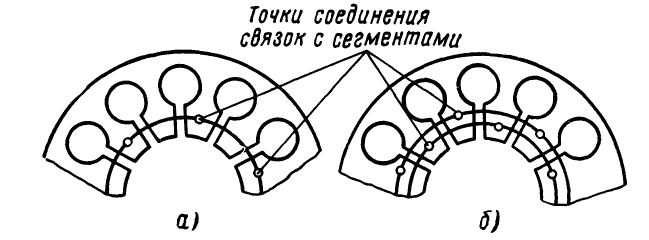 Точки соединения
связок с сегментами
а)
б)